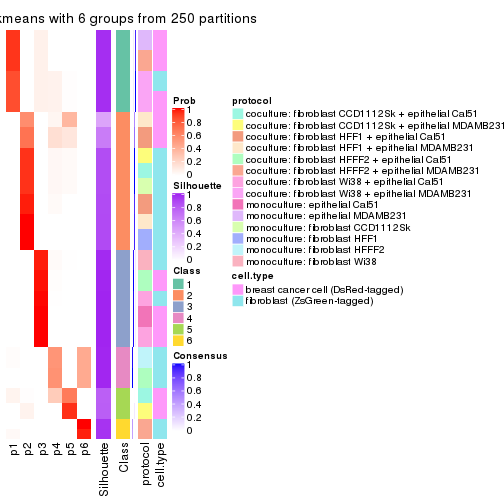 kmeans with 6 groups from 250 partitions
Prob
1
0.8
0.6
0.4
0.2
0
Silhouette
1
0.8
0.6
0.4
0.2
0
Class
1
2
3
4
5
6
Consensus
1
0.8
0.6
0.4
0.2
0
protocol
coculture: fibroblast CCD1112Sk + epithelial Cal51
coculture: fibroblast CCD1112Sk + epithelial MDAMB231
coculture: fibroblast HFF1 + epithelial Cal51
coculture: fibroblast HFF1 + epithelial MDAMB231
coculture: fibroblast HFFF2 + epithelial Cal51
coculture: fibroblast HFFF2 + epithelial MDAMB231
coculture: fibroblast Wi38 + epithelial Cal51
coculture: fibroblast Wi38 + epithelial MDAMB231
monoculture: epithelial Cal51
monoculture: epithelial MDAMB231
monoculture: fibroblast CCD1112Sk
monoculture: fibroblast HFF1
monoculture: fibroblast HFFF2
monoculture: fibroblast Wi38
cell.type
breast cancer cell (DsRed-tagged)
fibroblast (ZsGreen-tagged)
p1
p2
p3
p4
p5
p6
Silhouette
Class
protocol
cell.type